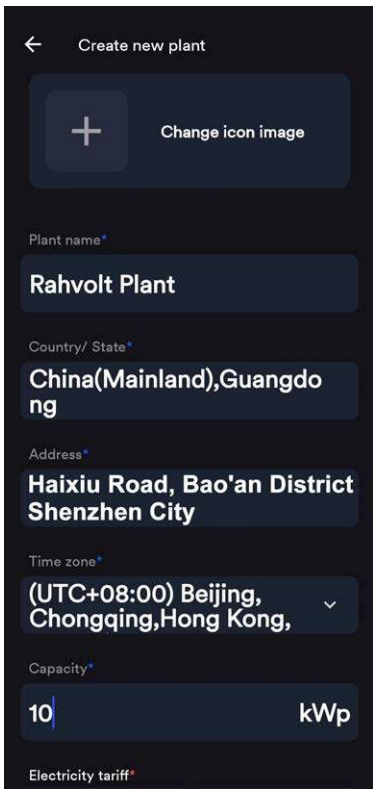 Create new plant
Change icon image
Plant name*
Rahvolt Plant
Country/ State*
China(Mainland),Guangdo
ng
Address*
Haixiu Road, Bao'an District
Shenzhen City
Time zone*
(UTC+08:00) Beijing,
Chongqing,Hong Kong,
Capacity*
10 kWp
Electricity tariff*